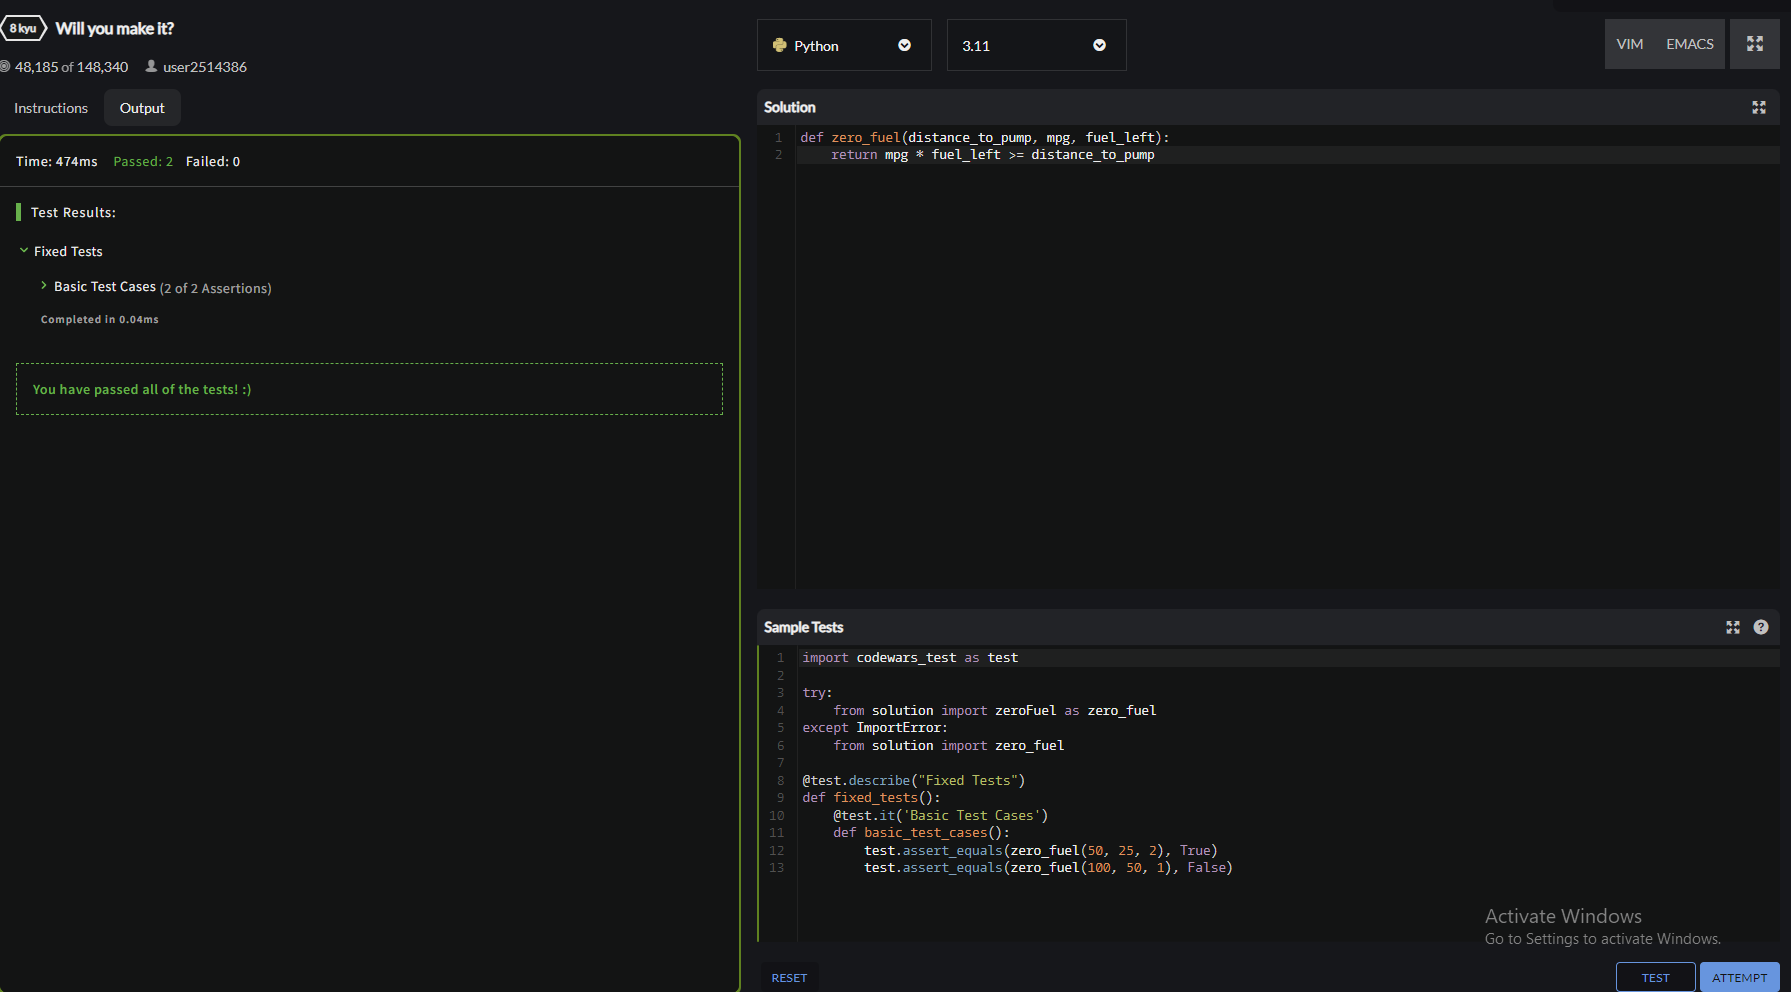 8 kyu Will you make it?
48,185 of 148,340 user2514386
Instructions Output
Time: 474ms Passed: 2 Failed: 0
Test Results:
Fixed Tests
Basic Test Cases (2 of 2 Assertions)
Completed in 0.04ms
You have passed all of the tests! :)
Python 3.11 VIM EMACS
Solution
1 def zero_fuel(distance_to_pump, mpg, fuel_left):
2     return mpg * fuel_left >= distance_to_pump
Sample Tests ?
1 import codewars_test as test
2
3 try:
4     from solution import zeroFuel as zero_fuel
5 except ImportError:
6     from solution import zero_fuel
7
8 @test.describe("Fixed Tests")
9 def fixed_tests():
10     @test.it('Basic Test Cases')
11     def basic_test_cases():
12         test.assert_equals(zero_fuel(50, 25, 2), True)
13         test.assert_equals(zero_fuel(100, 50, 1), False)
Activate Windows
Go to Settings to activate Windows.
RESET TEST ATTEMPT